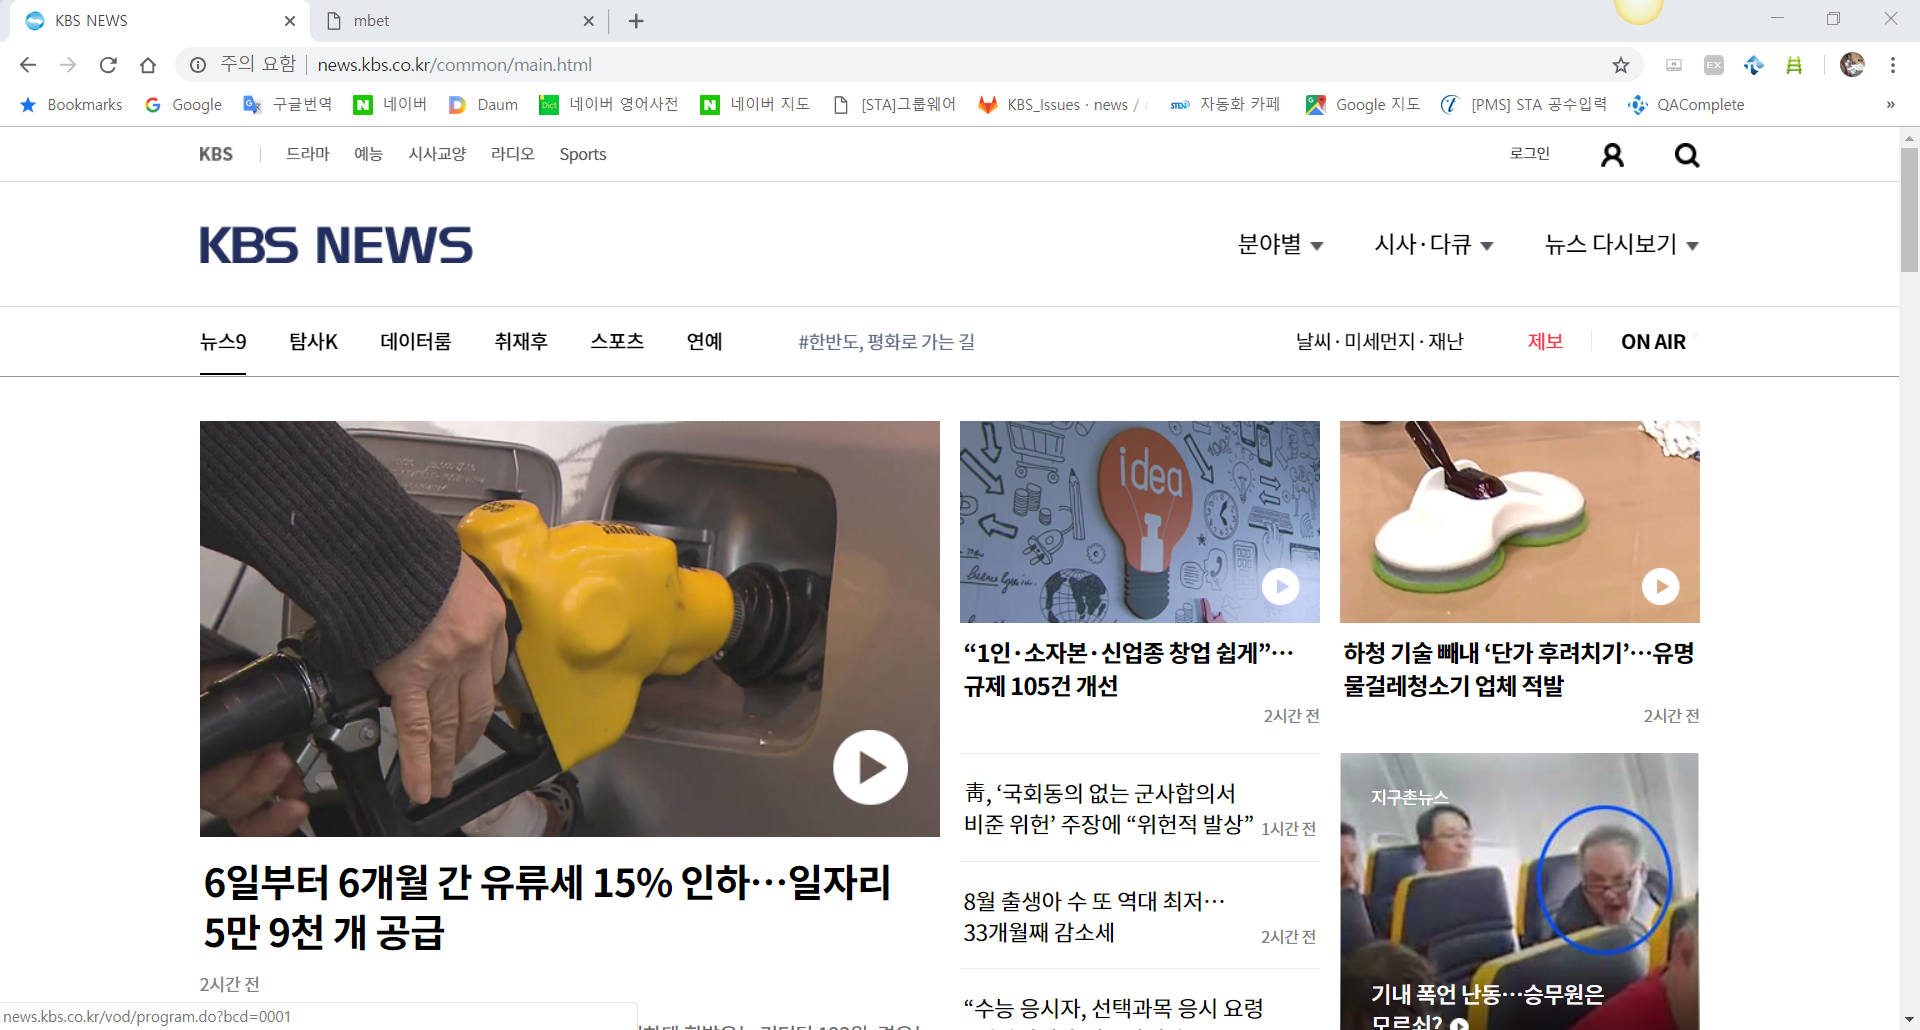 KBS NEWS
mbet
주의 요함
news.kbs.co.kr/common/main.html
Bookmarks
Google
구글번역
네이버
Daum
네이버 영어사전
네이버 지도
[STA]그룹웨어
KBS_Issues · news /
자동화 카페
Google 지도
[PMS] STA 공수입력
QAComplete
»
KBS
드라마
예능
시사교양
라디오
Sports
로그인
KBS NEWS
분야별
시사·다큐
뉴스 다시보기
뉴스9
탐사K
데이터룸
취재후
스포츠
연예
#한반도, 평화로 가는 길
날씨·미세먼지·재난
제보
ON AIR
idea
6일부터 6개월 간 유류세 15% 인하…일자리
5만 9천 개 공급
2시간 전
“1인·소자본·신업종 창업 쉽게”…
규제 105건 개선
2시간 전
하청 기술 빼내 ‘단가 후려치기’…유명
물걸레청소기 업체 적발
2시간 전
靑, ‘국회동의 없는 군사합의서
비준 위헌’ 주장에 “위헌적 발상”
1시간 전
8월 출생아 수 또 역대 최저…
33개월째 감소세
2시간 전
“수능 응시자, 선택과목 응시 요령
지구촌뉴스
기내 폭언 난동…승무원은
모르쇠?
news.kbs.co.kr/vod/program.do?bcd=0001